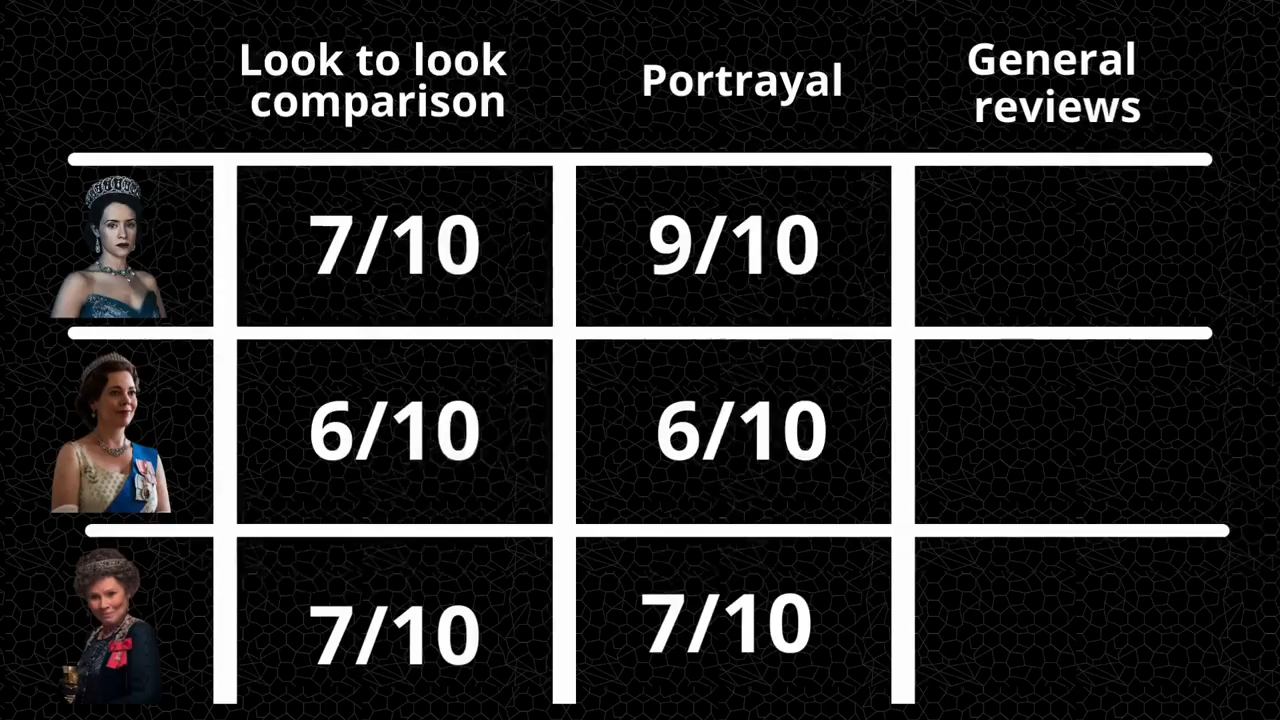 Look to look
comparison
Portrayal
General
reviews
7/10
9/10
6/10
6/10
7/10
7/10